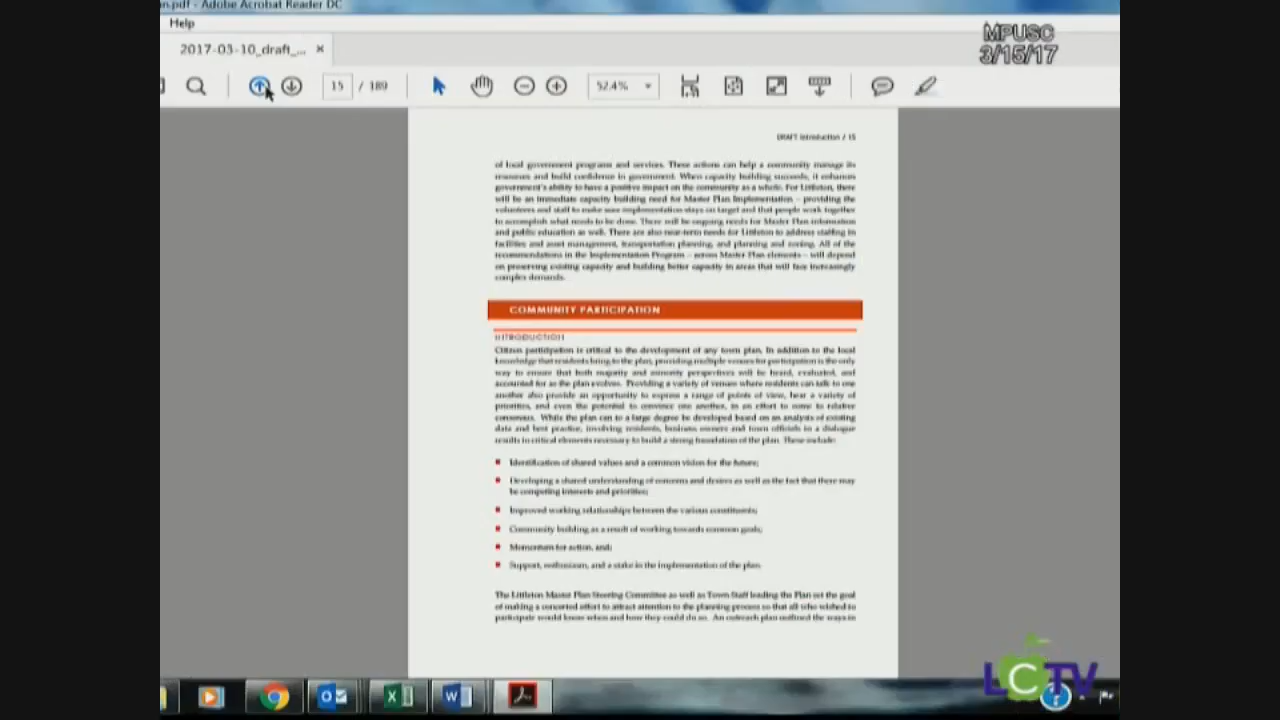 n.pdf - Adobe Acrobat Reader DC
Help
MPUSC
3/15/17
2017-03-10_draft_... ×
15 / 189
52.4%
DRAFT Introduction / 15
of local government programs and services. These actions can help a community manage its
resources and build confidence in government. When capacity building succeeds, it enhances
government's ability to have a positive impact on the community as a whole. For Littleton, there
will be an immediate capacity building need for Master Plan Implementation – providing the
volunteers and staff to make sure implementation stays on target and that people work together
to accomplish what needs to be done. There will be ongoing needs for Master Plan information
and public education as well. There are also near-term needs for Littleton to address staffing in
facilities and asset management, transportation planning, and planning and zoning. All of the
recommendations in the Implementation Program – across Master Plan elements – will depend
on preserving existing capacity and building better capacity in areas that will face increasingly
complex demands.
COMMUNITY PARTICIPATION
INTRODUCTION
Citizen participation is critical to the development of any town plan. In addition to the local
knowledge that residents bring to the plan, providing multiple venues for participation is the only
way to ensure that both majority and minority perspectives will be heard, evaluated, and
accounted for as the plan evolves. Providing a variety of venues where residents can talk to one
another also provide an opportunity to express a range of points of view, hear a variety of
priorities, and even the potential to convince one another, in an effort to come to relative
consensus. While the plan can to a large degree be developed based on an analysis of existing
data and best practice, involving residents, business owners and town officials in a dialogue
results in critical elements necessary to build a strong foundation of the plan. These include:
Identification of shared values and a common vision for the future;
Developing a shared understanding of concerns and desires as well as the fact that there may
be competing interests and priorities;
Improved working relationships between the various constituents;
Community building as a result of working towards common goals;
Momentum for action, and;
Support, enthusiasm, and a stake in the implementation of the plan.
The Littleton Master Plan Steering Committee as well as Town Staff leading the Plan set the goal
of making a concerted effort to attract attention to the planning process so that all who wished to
participate would know when and how they could do so. An outreach plan outlined the ways in
LCTV